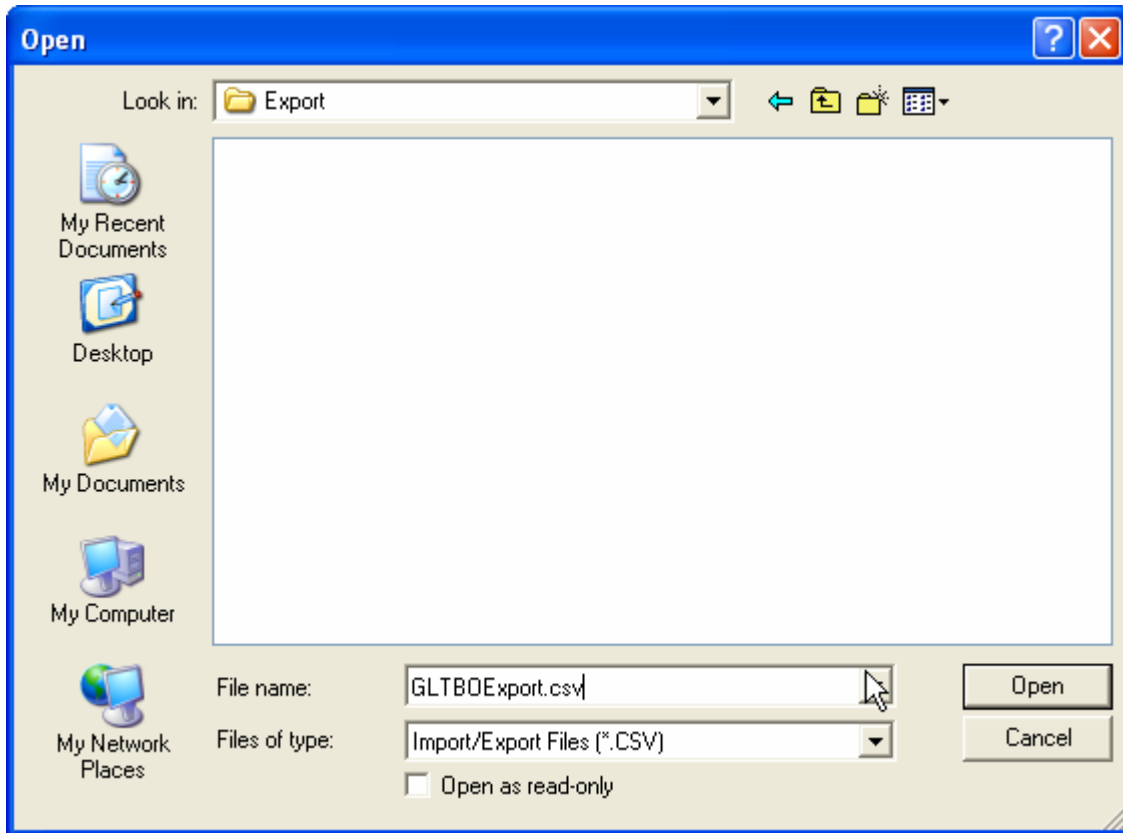 Open
Look in: Export
My Recent
Documents
Desktop
My Documents
My Computer
My Network
Places
File name: GLTBOExport.csv
Open
Files of type: Import/Export Files (*.CSV)
Cancel
Open as read-only